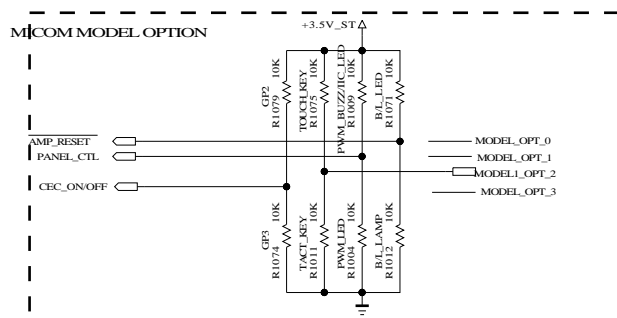 +3.5V_ST
MICOM MODEL OPTION
GP2
R1079
10K
TOUCH_KEY
R1075
10K
PWM_BUZZ/IIC_LED
R1009
10K
B/L_LED
R1071
10K
AMP_RESET
PANEL_CTL
CEC_ON/OFF
MODEL_OPT_0
MODEL_OPT_1
MODEL1_OPT_2
MODEL_OPT_3
GP3
R1074
10K
TACT_KEY
R1011
10K
PWM_LED
R1004
10K
B/L_LAMP
R1012
10K